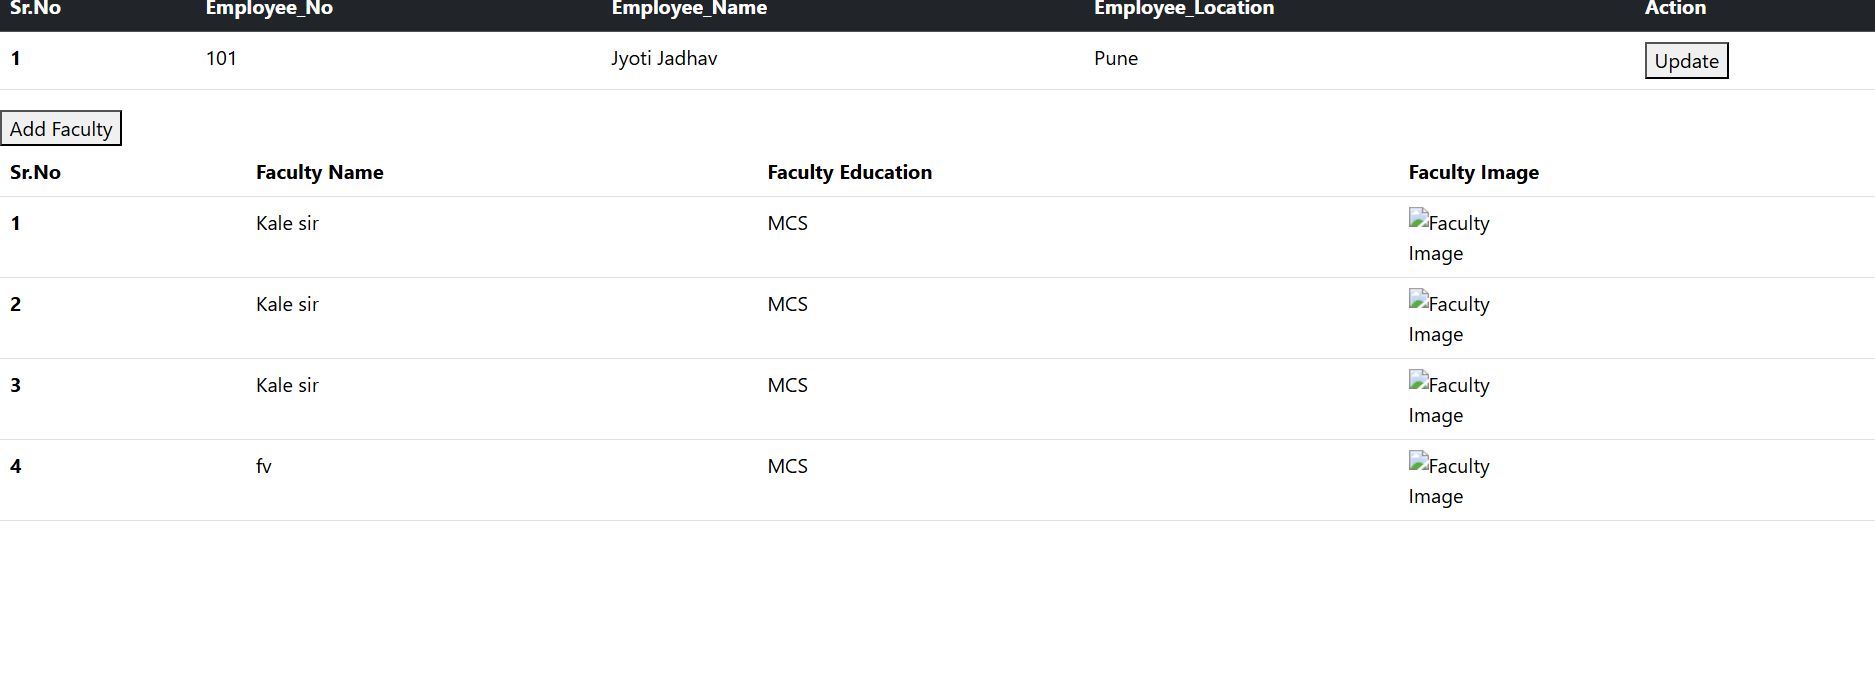 Sr.No Employee_No Employee_Name Employee_Location Action
1 101 Jyoti Jadhav Pune Update
Add Faculty
Sr.No Faculty Name Faculty Education Faculty Image
1 Kale sir MCS Faculty
Image
2 Kale sir MCS Faculty
Image
3 Kale sir MCS Faculty
Image
4 fv MCS Faculty
Image